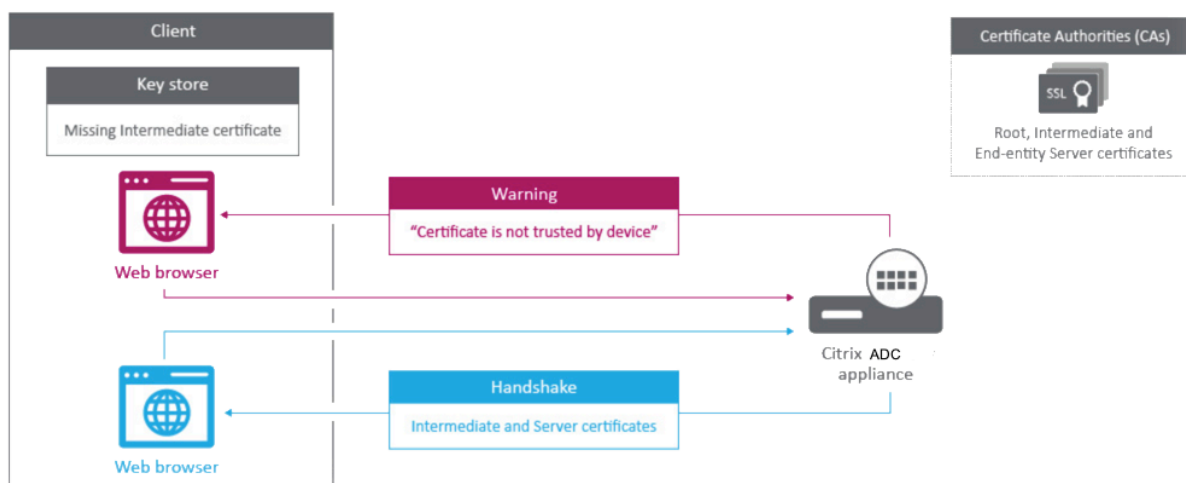 Client
Certificate Authorities (CAs)
Key store
Missing Intermediate certificate
SSL
Root, Intermediate and
End-entity Server certificates
Warning
“Certificate is not trusted by device”
Web browser
Citrix ADC
appliance
Handshake
Intermediate and Server certificates
Web browser